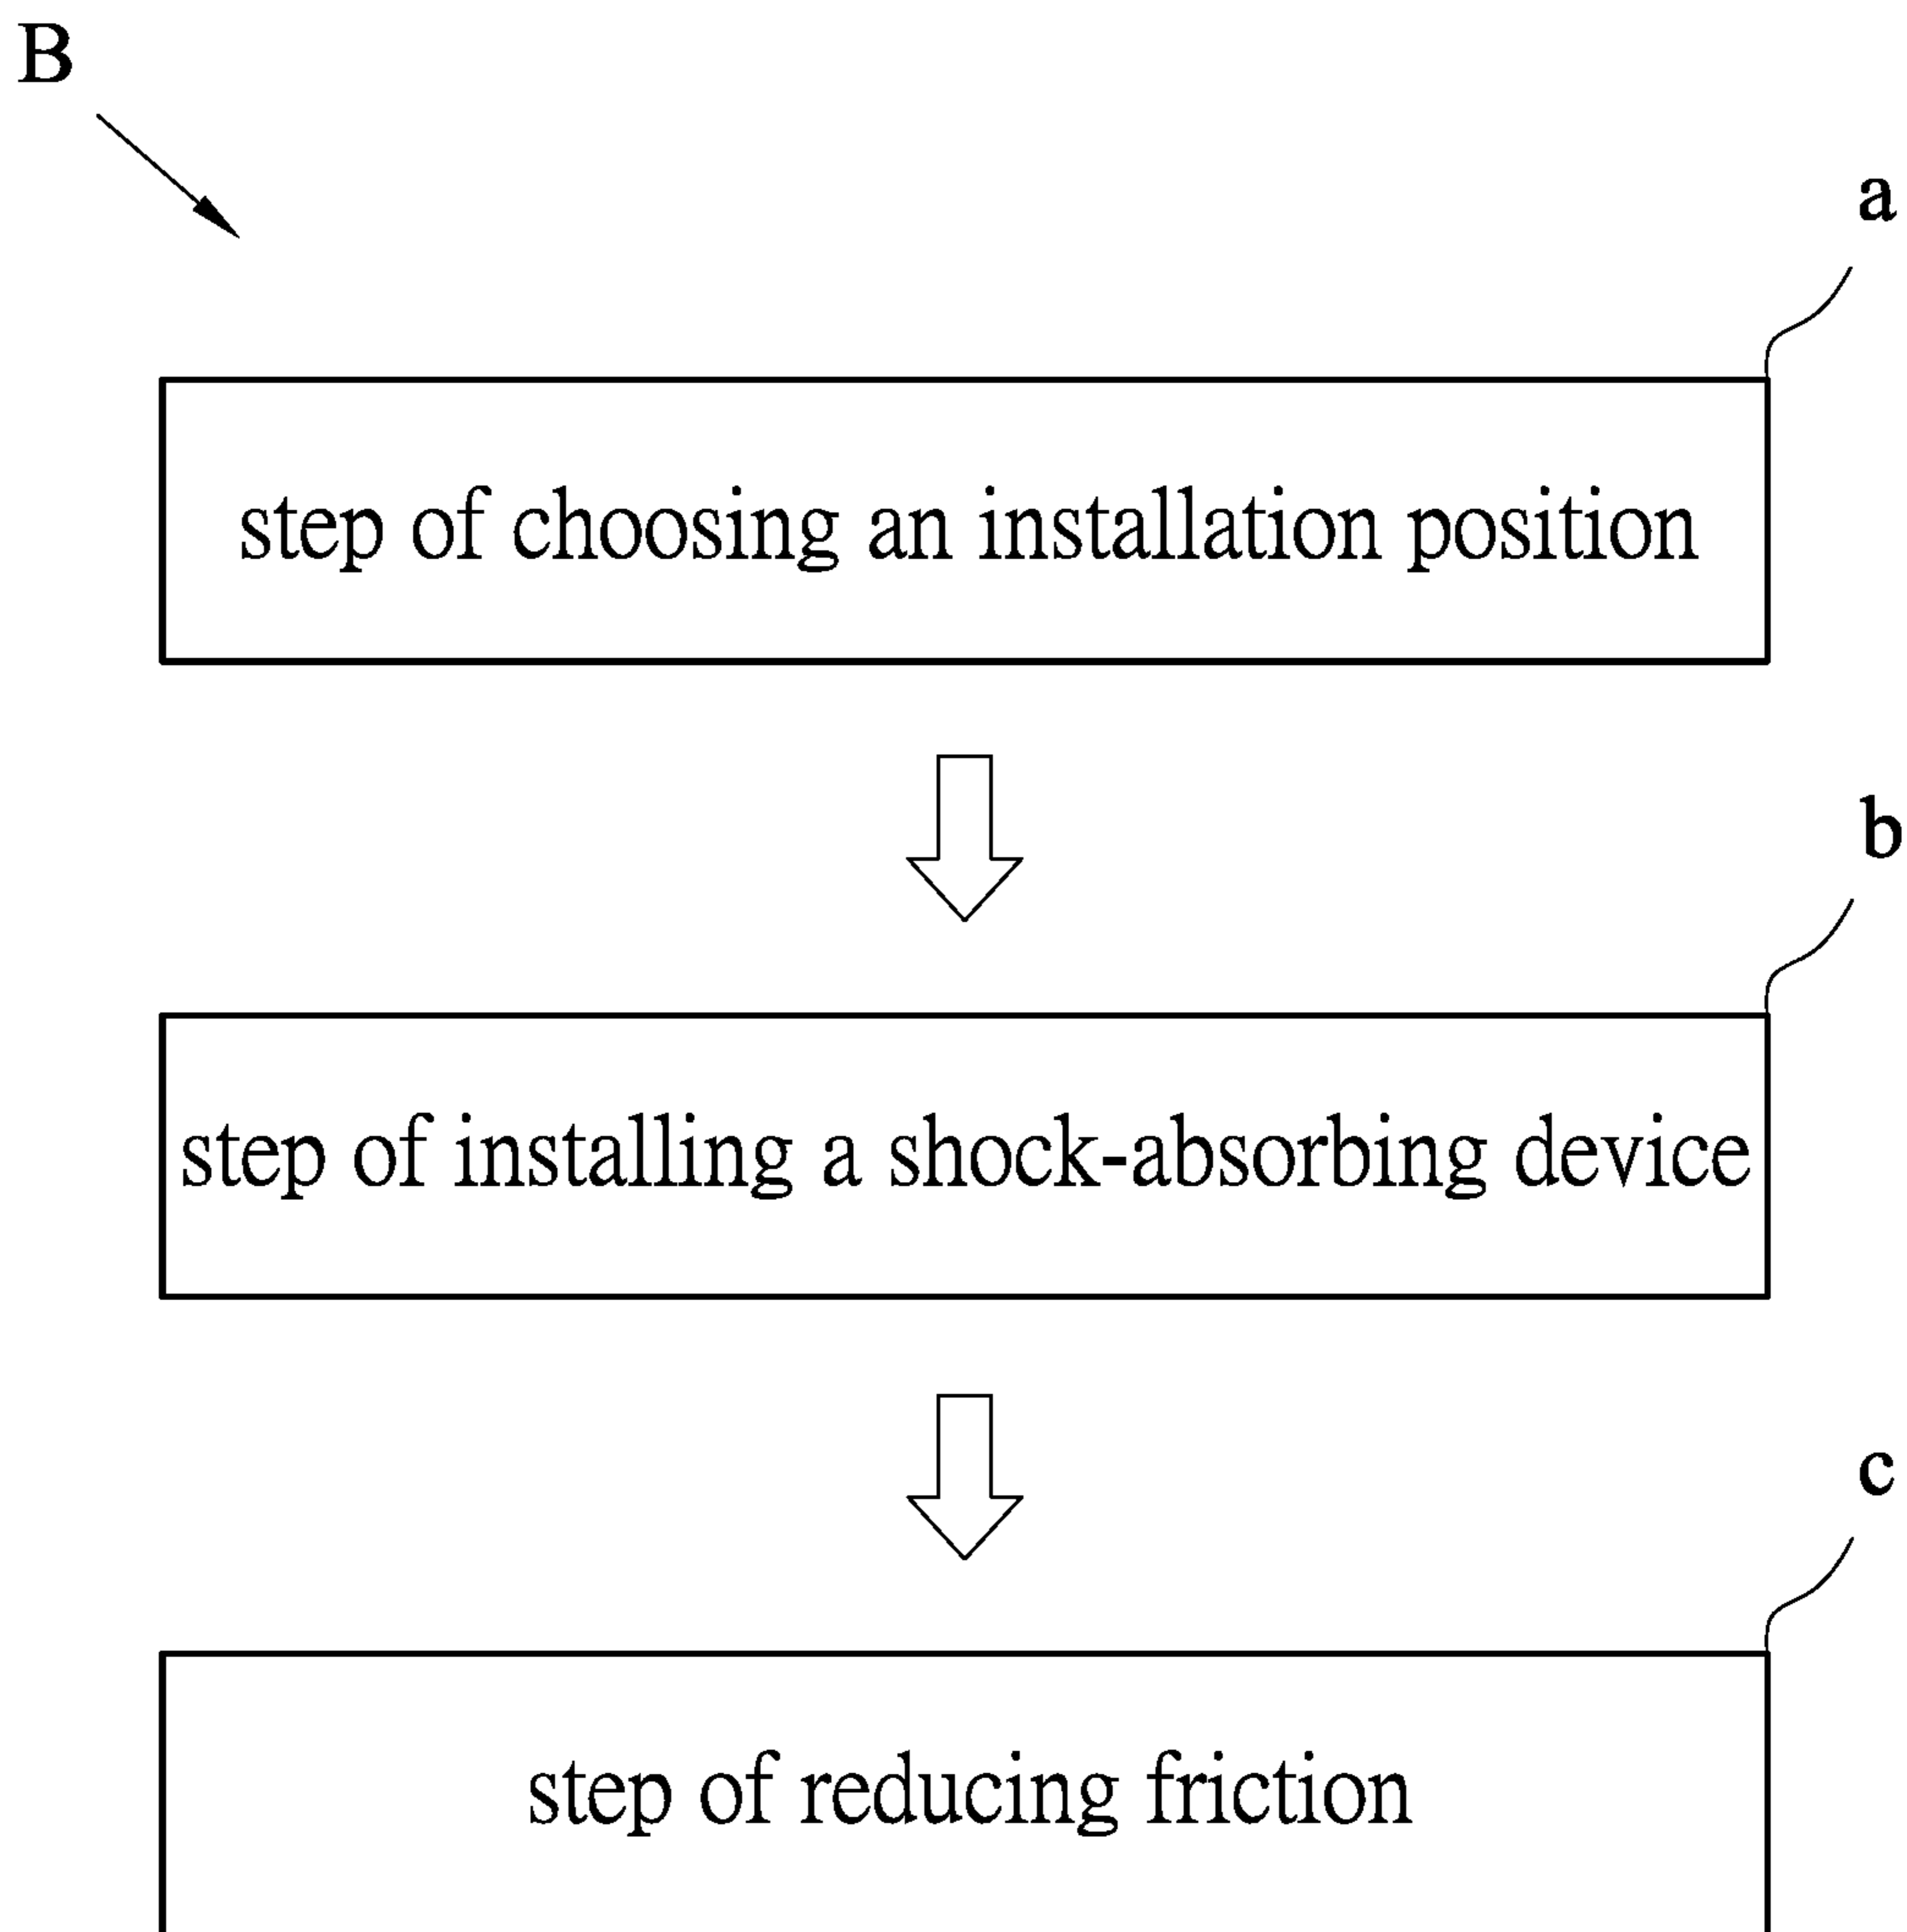 B
a
step of choosing an installation position
b
step of installing a shock-absorbing device
c
step of reducing friction